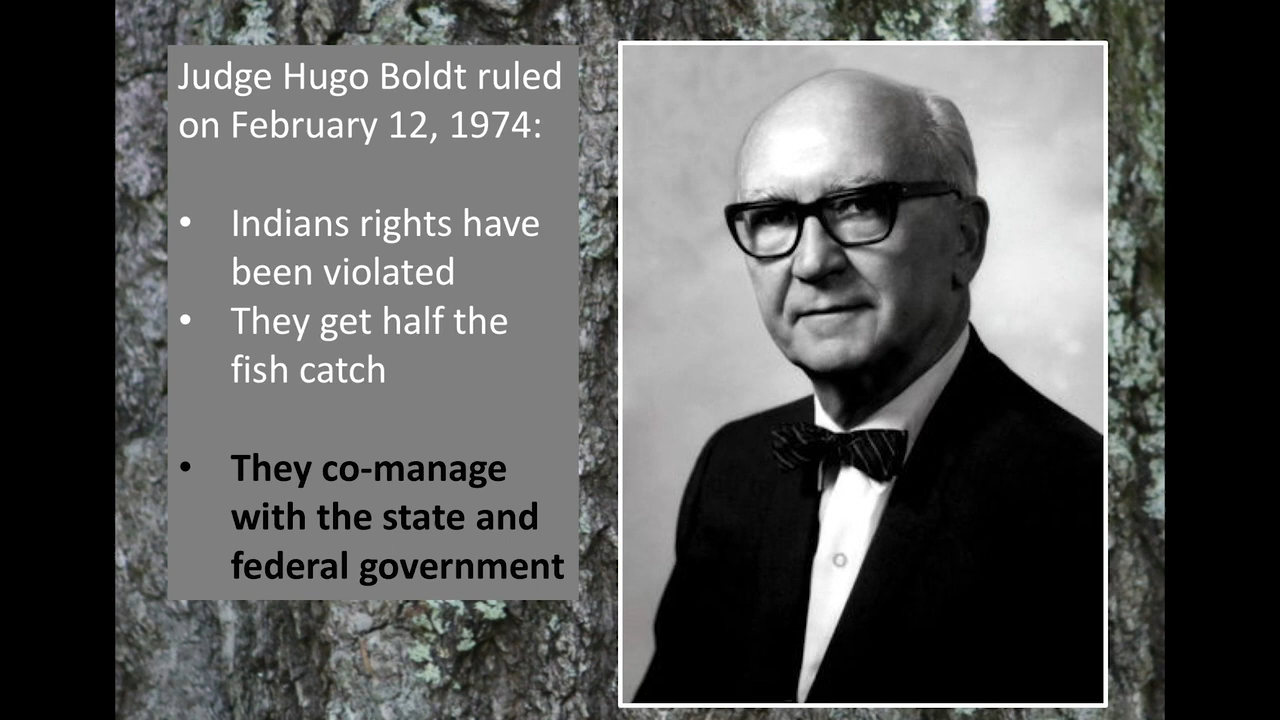 Judge Hugo Boldt ruled
on February 12, 1974:
• Indians rights have
been violated
• They get half the
fish catch
• They co-manage
with the state and
federal government